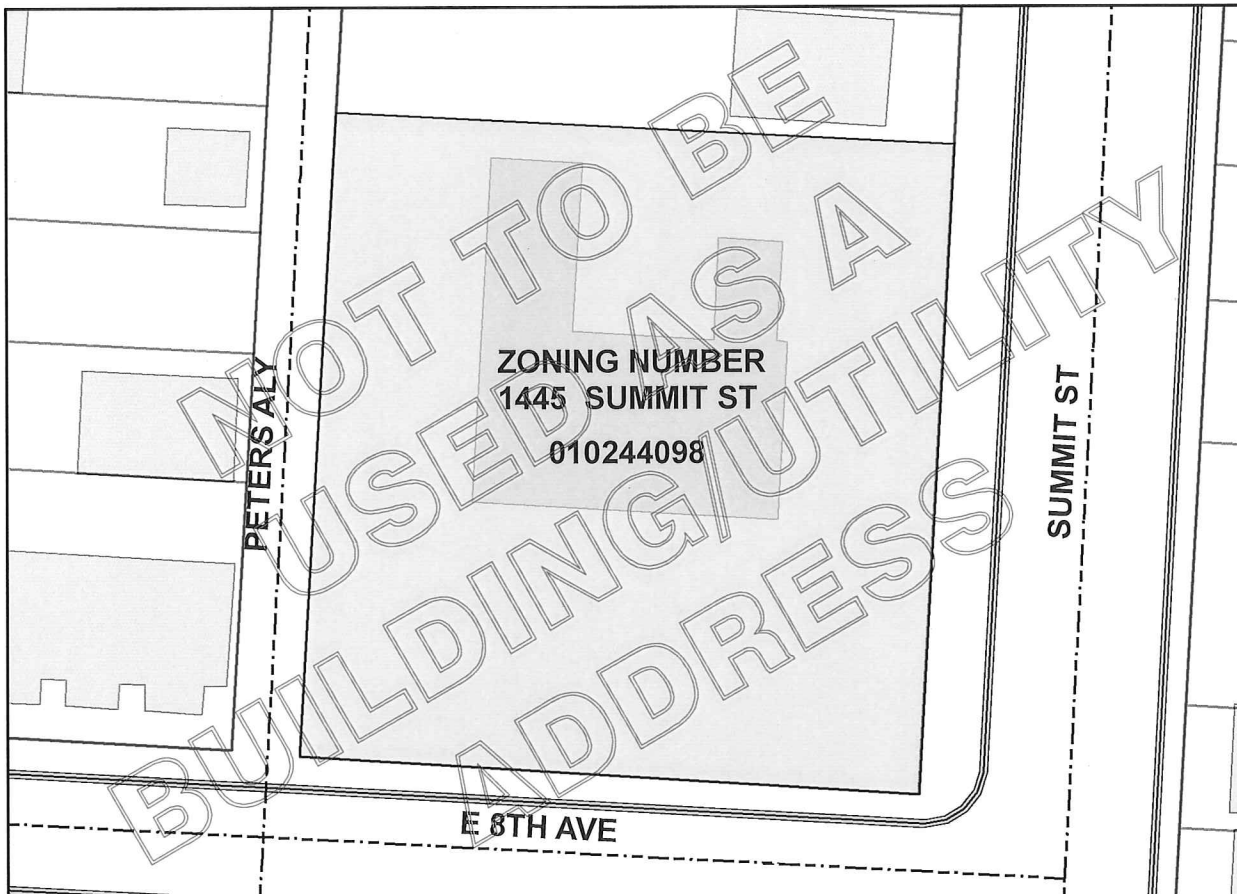 NOT TO BE
USED AS A
BUILDING/UTILITY
ADDRESS
ZONING NUMBER
1445 SUMMIT ST
010244098
PETERS ALY
SUMMIT ST
E 8TH AVE